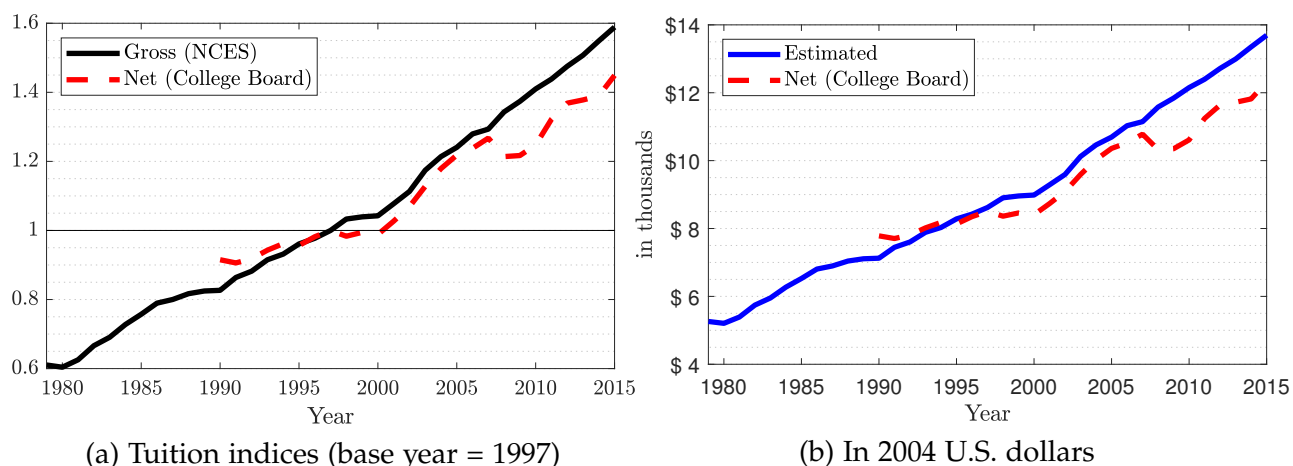 1.6
1.4
1.2
1
0.8
0.6
Gross (NCES)
Net (College Board)
1980 1985 1990 1995 2000 2005 2010 2015
Year
(a) Tuition indices (base year = 1997)
$14
$12
$10
$ 8
$ 6
$ 4
in thousands
Estimated
Net (College Board)
1980 1985 1990 1995 2000 2005 2010 2015
Year
(b) In 2004 U.S. dollars